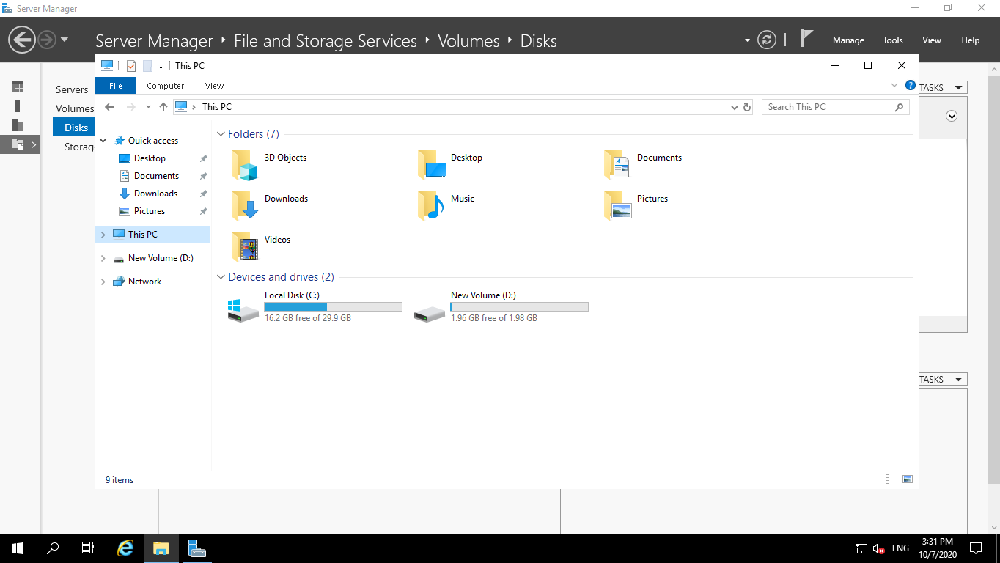 Server Manager
Server Manager › File and Storage Services › Volumes › Disks
Manage Tools View Help
This PC
File Computer View
This PC
Search This PC
Servers
Volumes
Disks
Storag
TASKS
Quick access
Desktop
Documents
Downloads
Pictures
This PC
New Volume (D:)
Network
Folders (7)
3D Objects
Desktop
Documents
Downloads
Music
Pictures
Videos
Devices and drives (2)
Local Disk (C:)
16.2 GB free of 29.9 GB
New Volume (D:)
1.96 GB free of 1.98 GB
TASKS
9 items
ENG
3:31 PM
10/7/2020